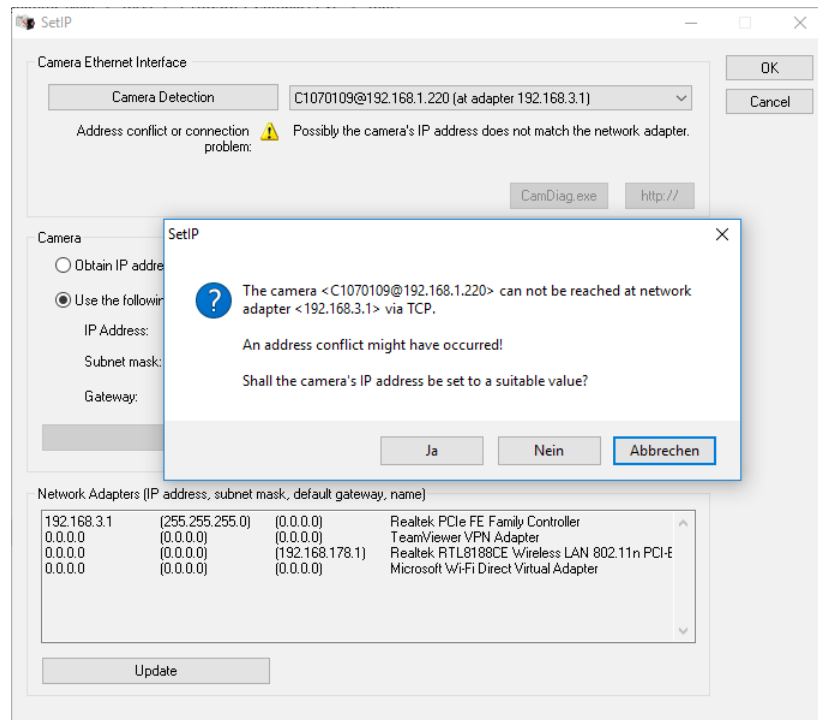 SetIP
Camera Ethernet Interface
OK
Camera Detection
C1070109@192.168.1.220 (at adapter 192.168.3.1)
Cancel
Address conflict or connection problem:
Possibly the camera's IP address does not match the network adapter.
CamDiag.exe
http://
Camera
Obtain IP addre
Use the followin
IP Address:
Subnet mask:
Gateway:
SetIP
The camera <C1070109@192.168.1.220> can not be reached at network
adapter <192.168.3.1> via TCP.
An address conflict might have occurred!
Shall the camera's IP address be set to a suitable value?
Ja
Nein
Abbrechen
Network Adapters (IP address, subnet mask, default gateway, name)
192.168.3.1 (255.255.255.0) (0.0.0.0) Realtek PCIe FE Family Controller
0.0.0.0 (0.0.0.0) (0.0.0.0) TeamViewer VPN Adapter
0.0.0.0 (0.0.0.0) (192.168.178.1) Realtek RTL8188CE Wireless LAN 802.11n PCI-E
0.0.0.0 (0.0.0.0) (0.0.0.0) Microsoft Wi-Fi Direct Virtual Adapter
Update